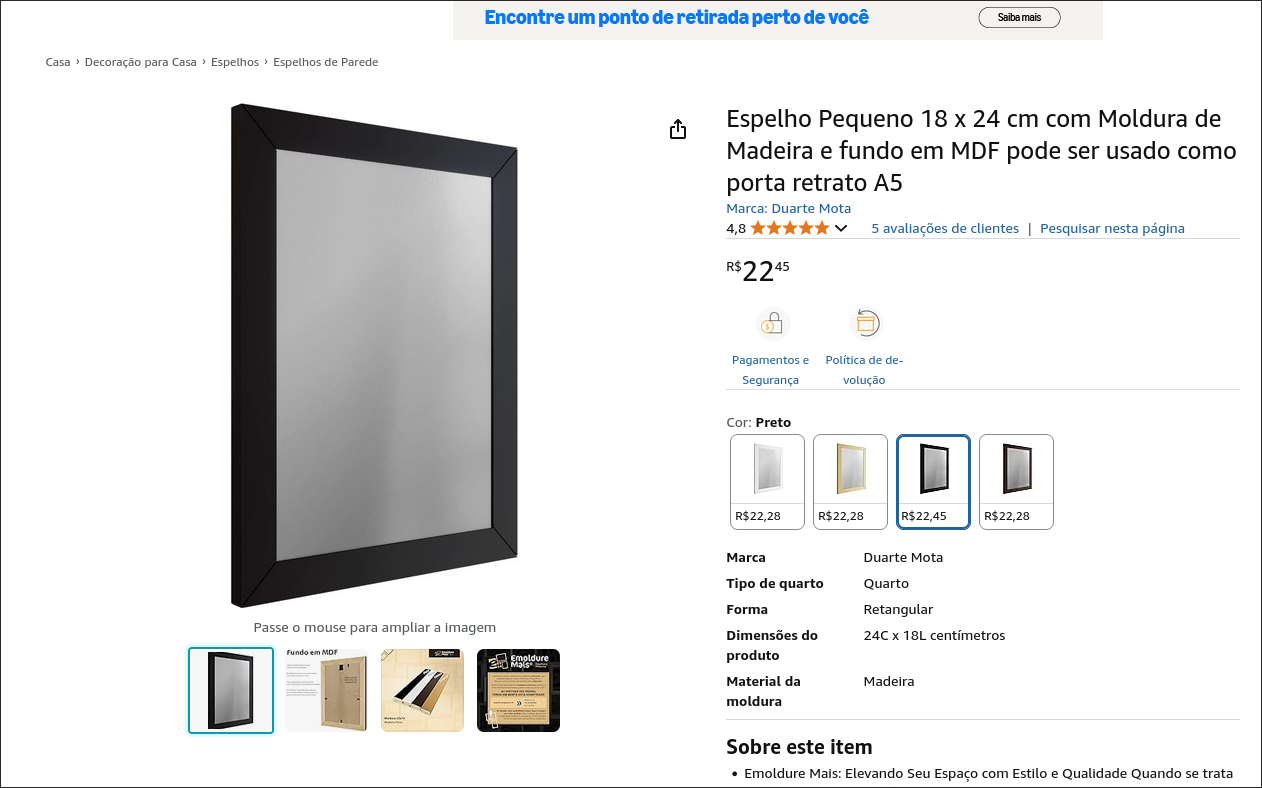 Encontre um ponto de retirada perto de você
Saiba mais
Casa › Decoração para Casa › Espelhos › Espelhos de Parede
Espelho Pequeno 18 x 24 cm com Moldura de
Madeira e fundo em MDF pode ser usado como
porta retrato A5
Marca: Duarte Mota
4,8
5 avaliações de clientes | Pesquisar nesta página
R$22 45
Pagamentos e
Segurança
Política de de-
volução
Cor: Preto
R$22,28
R$22,28
R$22,45
R$22,28
Marca Duarte Mota
Tipo de quarto Quarto
Forma Retangular
Dimensões do
produto
24C x 18L centímetros
Material da
moldura
Madeira
Passe o mouse para ampliar a imagem
Fundo em MDF
Emoldure
Mais
Sobre este item
• Emoldure Mais: Elevando Seu Espaço com Estilo e Qualidade Quando se trata